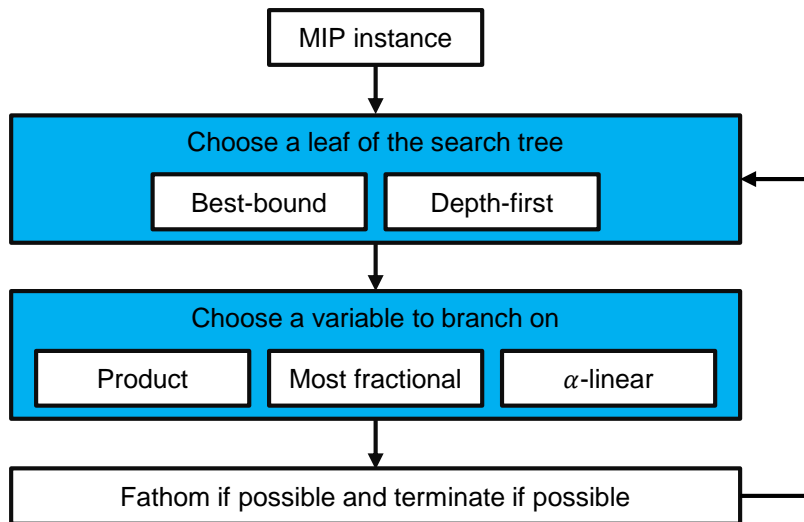 MIP instance
Choose a leaf of the search tree
Best-bound
Depth-first
Choose a variable to branch on
Product
Most fractional
α-linear
Fathom if possible and terminate if possible